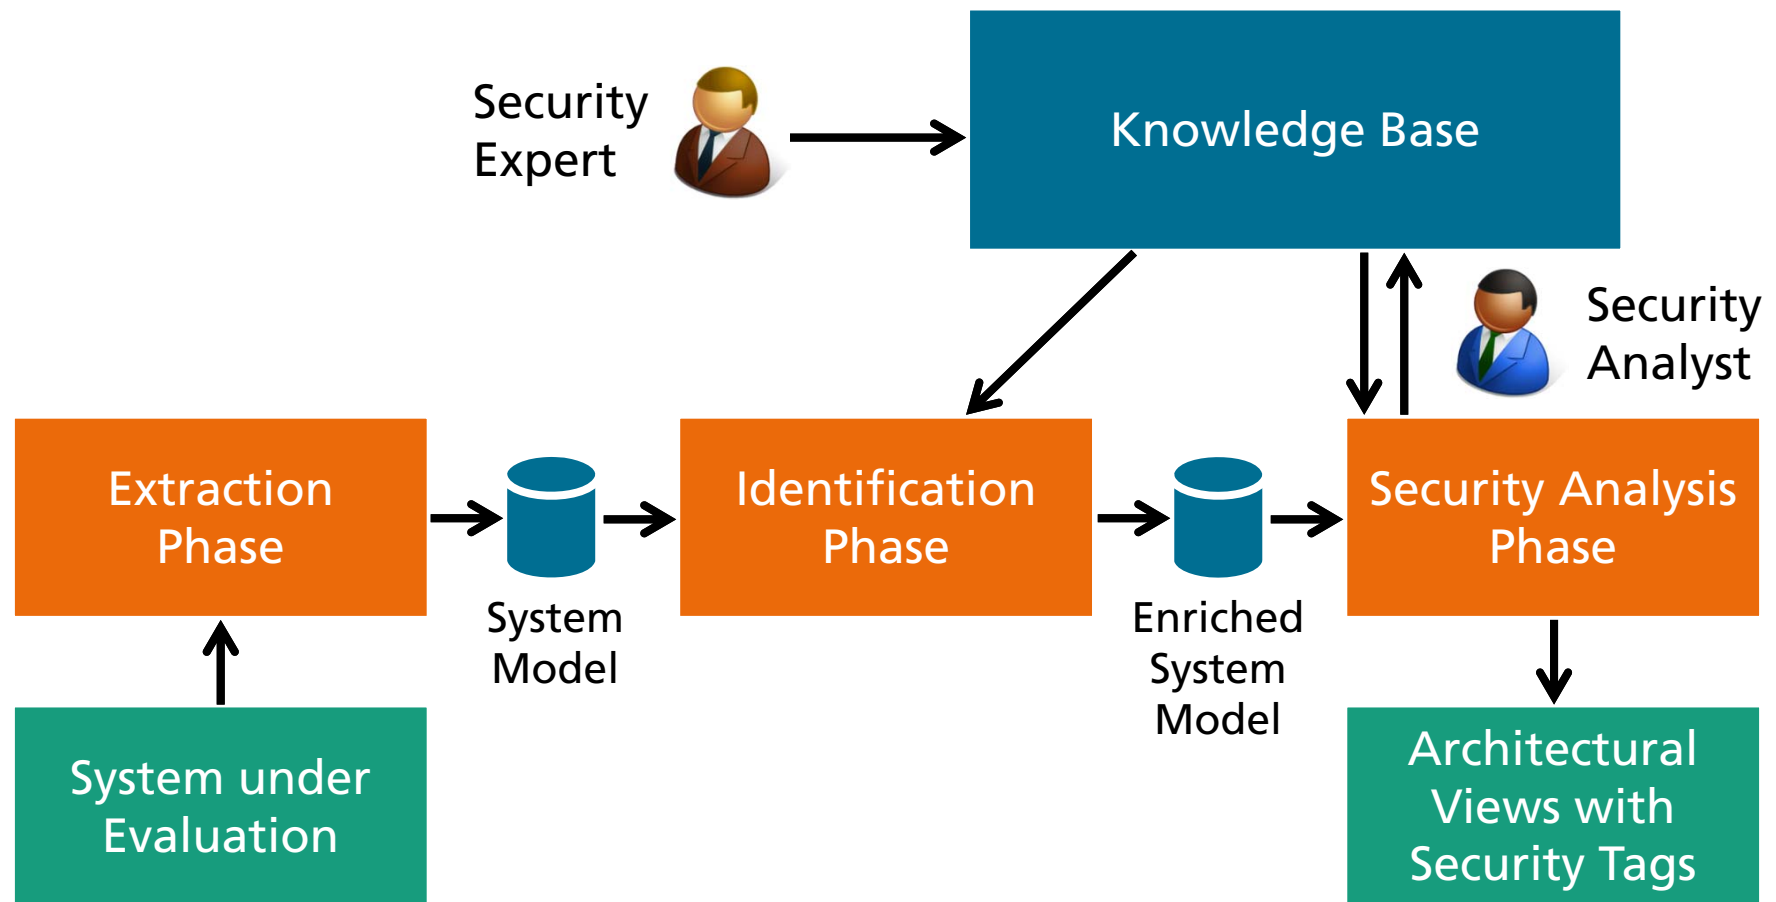 Security
Expert
Knowledge Base
Security
Analyst
Extraction
Phase
System
Model
Identification
Phase
Enriched
System
Model
Security Analysis
Phase
System under
Evaluation
Architectural
Views with
Security Tags